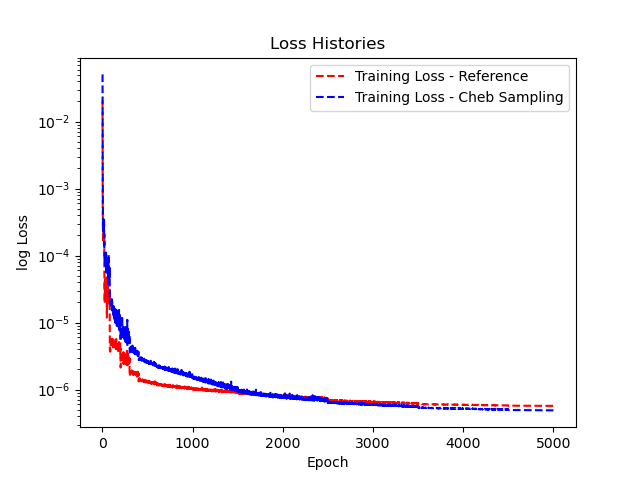 Loss Histories
Training Loss - Reference
Training Loss - Cheb Sampling
log Loss
10⁻²
10⁻³
10⁻⁴
10⁻⁵
10⁻⁶
0 1000 2000 3000 4000 5000
Epoch